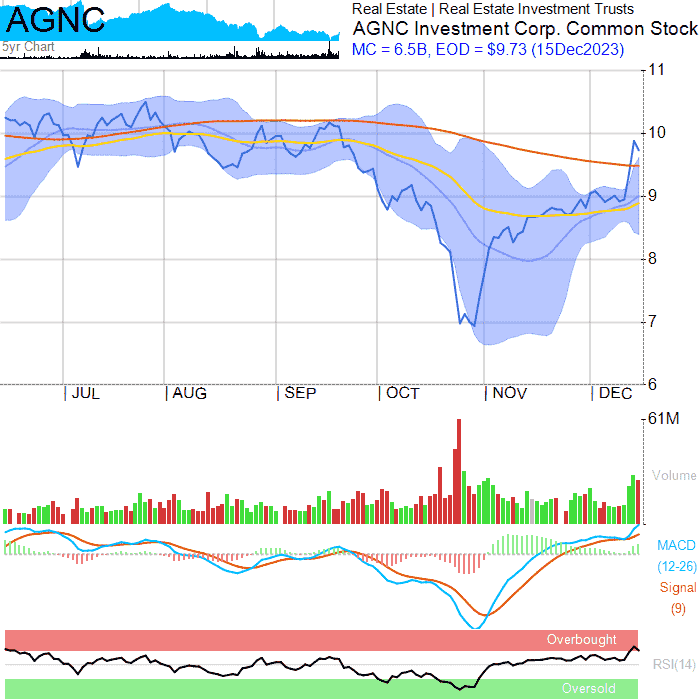 AGNC
5yr Chart
Real Estate | Real Estate Investment Trusts
AGNC Investment Corp. Common Stock
MC = 6.5B, EOD = $9.73 (15Dec2023)
11
10
9
8
7
6
| JUL | AUG | SEP | OCT | NOV | DEC
61M
Volume
MACD
(12-26)
Signal
(9)
Overbought
RSI(14)
Oversold